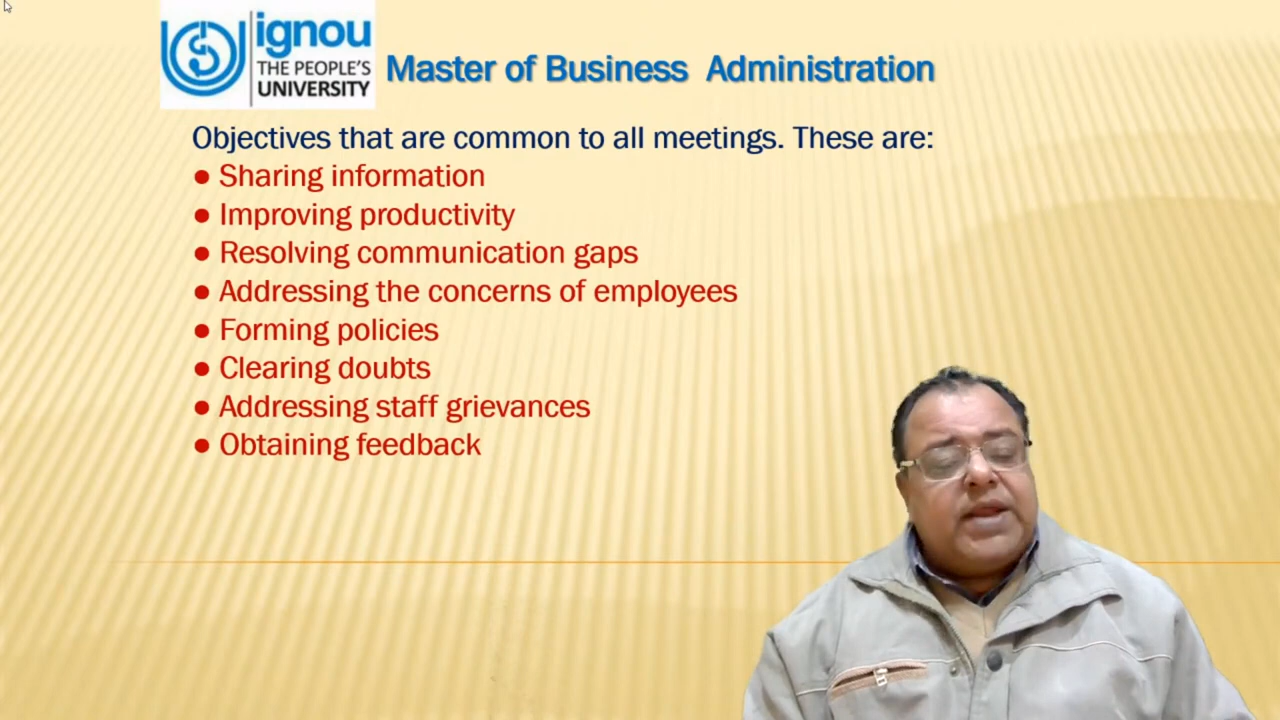 ignou
THE PEOPLE'S
UNIVERSITY
Master of Business Administration
Objectives that are common to all meetings. These are:
● Sharing information
● Improving productivity
● Resolving communication gaps
● Addressing the concerns of employees
● Forming policies
● Clearing doubts
● Addressing staff grievances
● Obtaining feedback